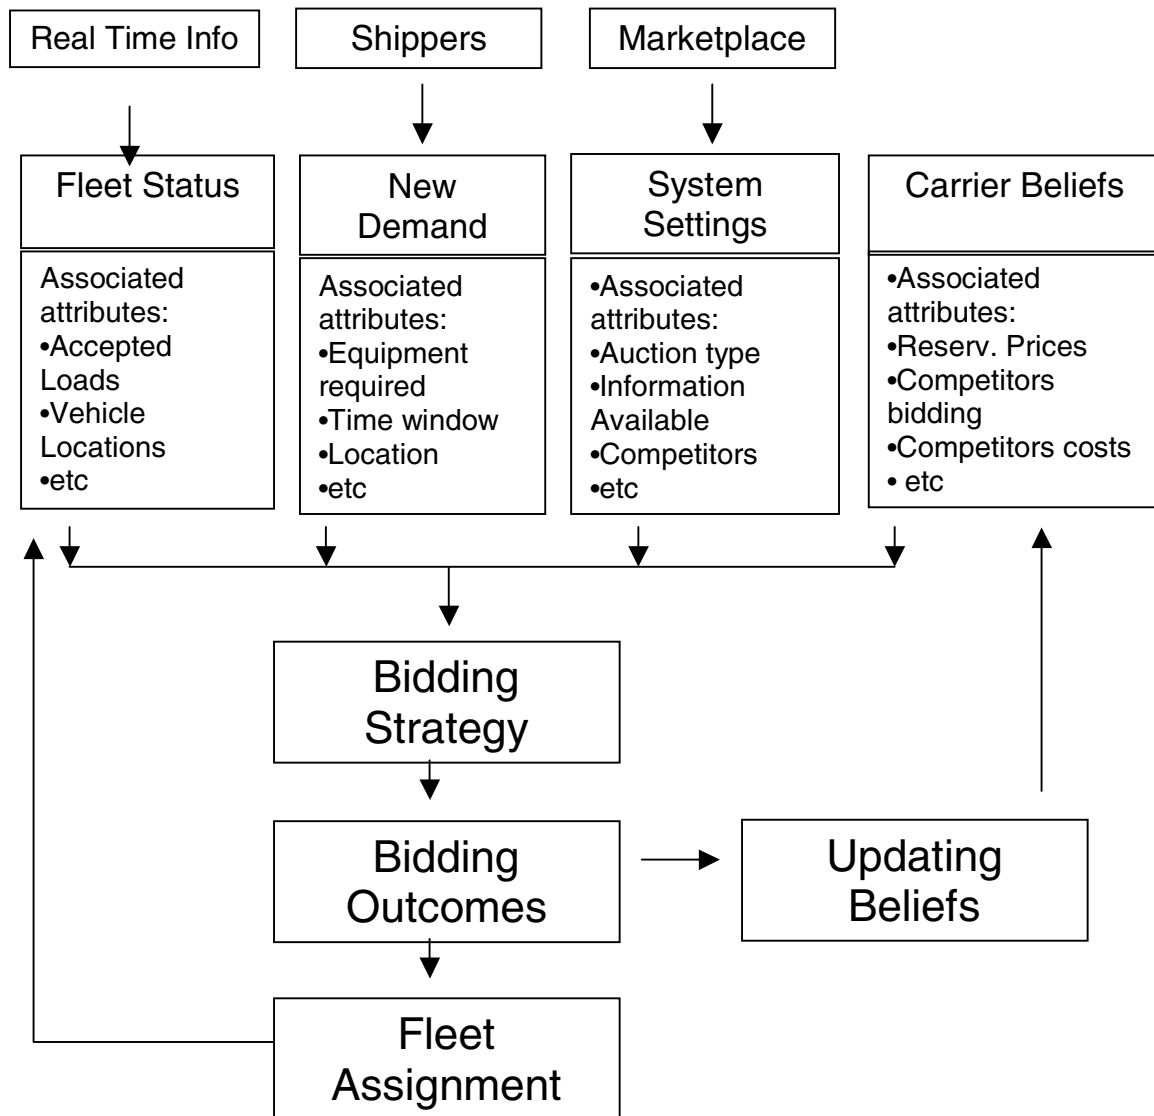 Real Time Info
Shippers
Marketplace
Fleet Status
Associated
attributes:
•Accepted
Loads
•Vehicle
Locations
•etc
New
Demand
Associated
attributes:
•Equipment
required
•Time window
•Location
•etc
System
Settings
•Associated
attributes:
•Auction type
•Information
Available
•Competitors
•etc
Carrier Beliefs
•Associated
attributes:
•Reserv. Prices
•Competitors
bidding
•Competitors costs
• etc
Bidding
Strategy
Bidding
Outcomes
Updating
Beliefs
Fleet
Assignment